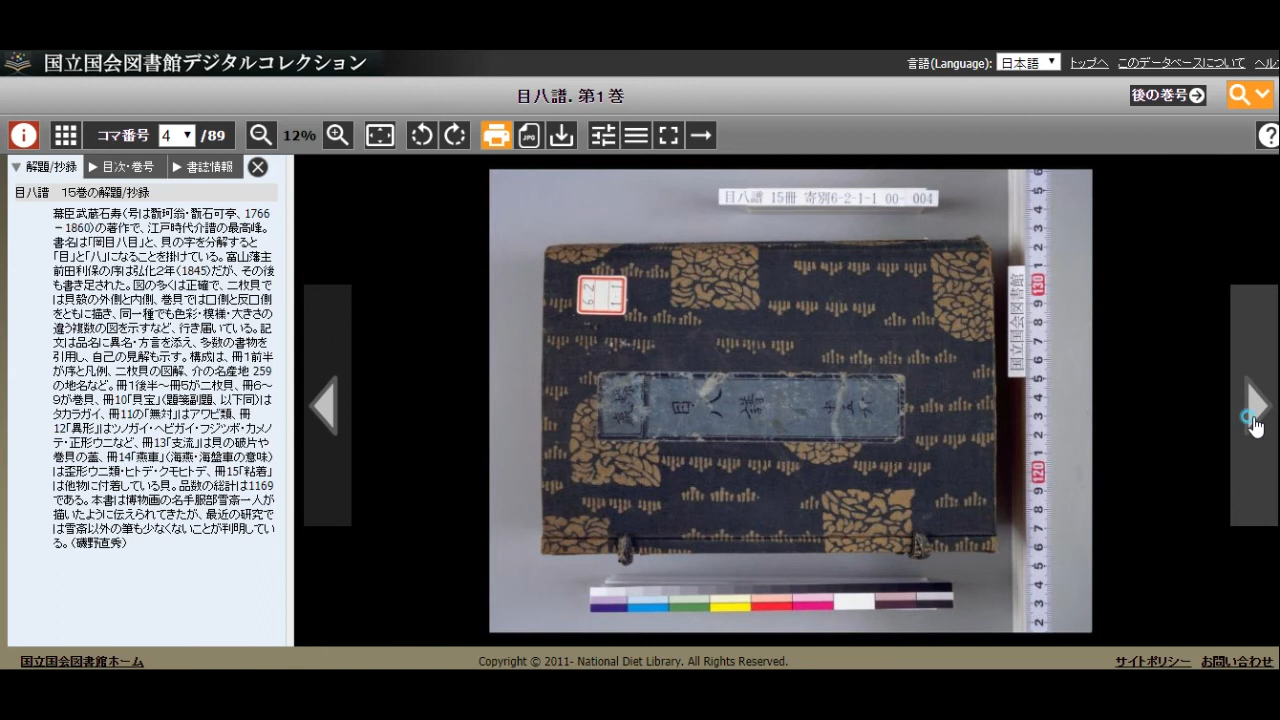 国立国会図書館デジタルコレクション
言語(Language): 日本語 トップへ このデータベースについて ヘル
目八譜. 第1巻
後の巻号
コマ番号 4 /89 12%
JPG
解題/抄録 目次・巻号 書誌情報
目八譜 15巻の解題/抄録
幕臣武蔵石寿(号は翫珂翁・翫石可亭、1766
-1860)の著作で、江戸時代介譜の最高峰。
書名は「岡目八目」と、貝の字を分解すると
「目」と「八」になることを掛けている。富山藩主
前田利保の序は弘化2年(1845)だが、その後
も書き足された。図の多くは正確で、二枚貝で
は貝殻の外側と内側、巻貝では口側と反口側
をともに描き、同一種でも色彩・模様・大きさの
違う複数の図を示すなど、行き届いている。記
文は品名に異名・方言を添え、多数の書物を
引用し、自己の見解も示す。構成は、冊1前半
が序と凡例、二枚貝の図解、介の名産地 259
の地名など。冊1後半~冊5が二枚貝、冊6~
9が巻貝、冊10「貝宝」(題箋副題、以下同)は
タカラガイ、冊11の「無対」はアワビ類、冊
12「異形」はツノガイ・ヘビガイ・フジツボ・カメノ
テ・正形ウニなど、冊13「支流」は貝の破片や
巻貝の蓋、冊14「燕車」(海燕・海盤車の意味)
は歪形ウニ類・ヒトデ・クモヒトデ、冊15「粘着」
は他物に付着している貝。品数の総計は1169
である。本書は博物画の名手服部雪斎一人が
描いたように伝えられてきたが、最近の研究で
は雪斎以外の筆も少なくないことが判明してい
る。(磯野直秀)
目八譜 15冊 寄別6-2-1-1 00- 004
目八譜
国立国会図書館
130
120
国立国会図書館ホーム
Copyright © 2011- National Diet Library. All Rights Reserved.
サイトポリシー お問い合わせ